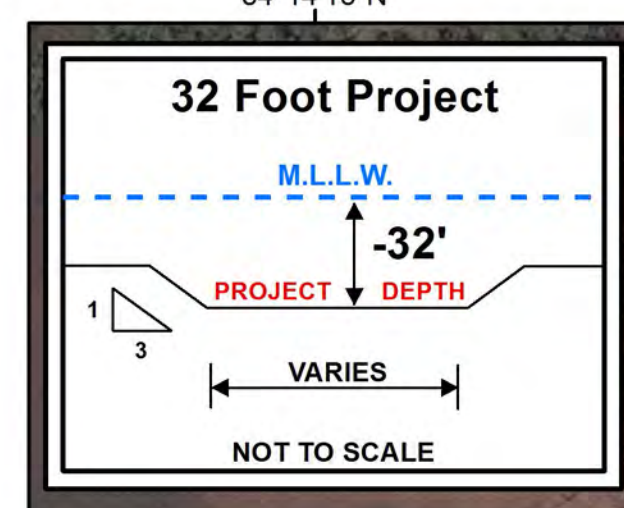 32 Foot Project
M.L.L.W.
-32'
PROJECT DEPTH
1
3
VARIES
NOT TO SCALE